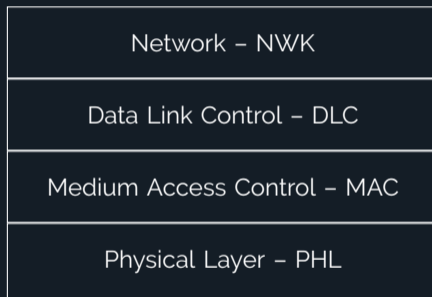 Network – NWK
Data Link Control – DLC
Medium Access Control – MAC
Physical Layer – PHL